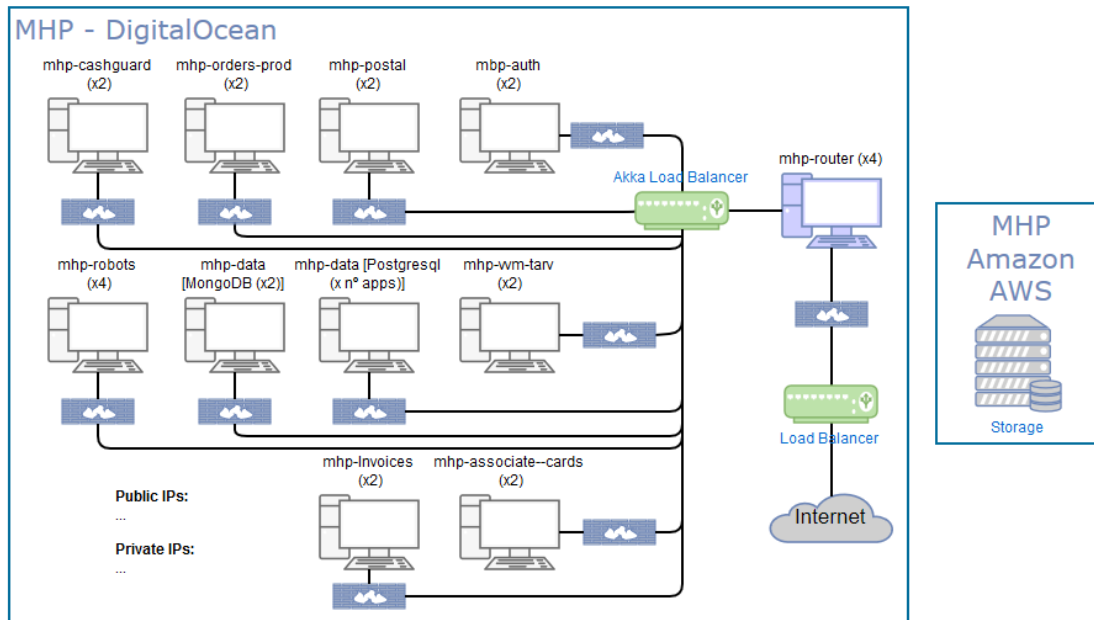 MHP - DigitalOcean
mhp-cashguard
(x2)
mhp-orders-prod
(x2)
mhp-postal
(x2)
mbp-auth
(x2)
mhp-router (x4)
Akka Load Balancer
MHP
Amazon
AWS
Storage
mhp-robots
(x4)
mhp-data
[MongoDB (x2)]
mhp-data [Postgresql
(x nº apps)]
mhp-wm-tarv
(x2)
Load Balancer
mhp-Invoices
(x2)
mhp-associate--cards
(x2)
Public IPs:
...
Private IPs:
...
Internet